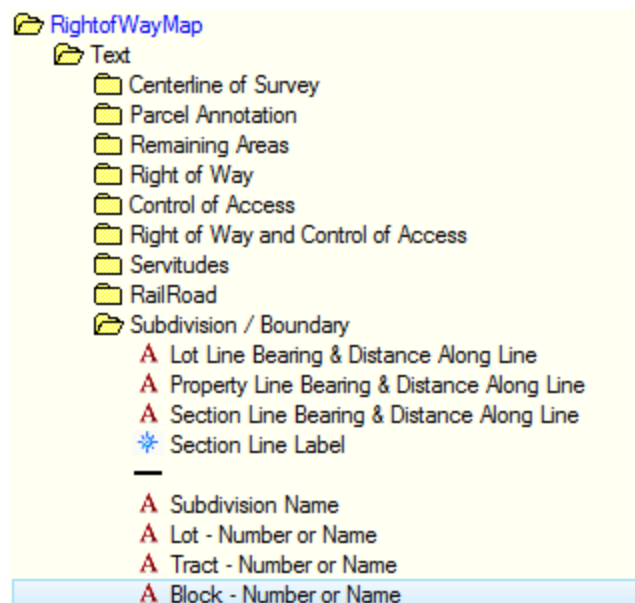 RightofWayMap
Text
Centerline of Survey
Parcel Annotation
Remaining Areas
Right of Way
Control of Access
Right of Way and Control of Access
Servitudes
RailRoad
Subdivision / Boundary
A Lot Line Bearing & Distance Along Line
A Property Line Bearing & Distance Along Line
A Section Line Bearing & Distance Along Line
Section Line Label
A Subdivision Name
A Lot - Number or Name
A Tract - Number or Name
A Block - Number or Name